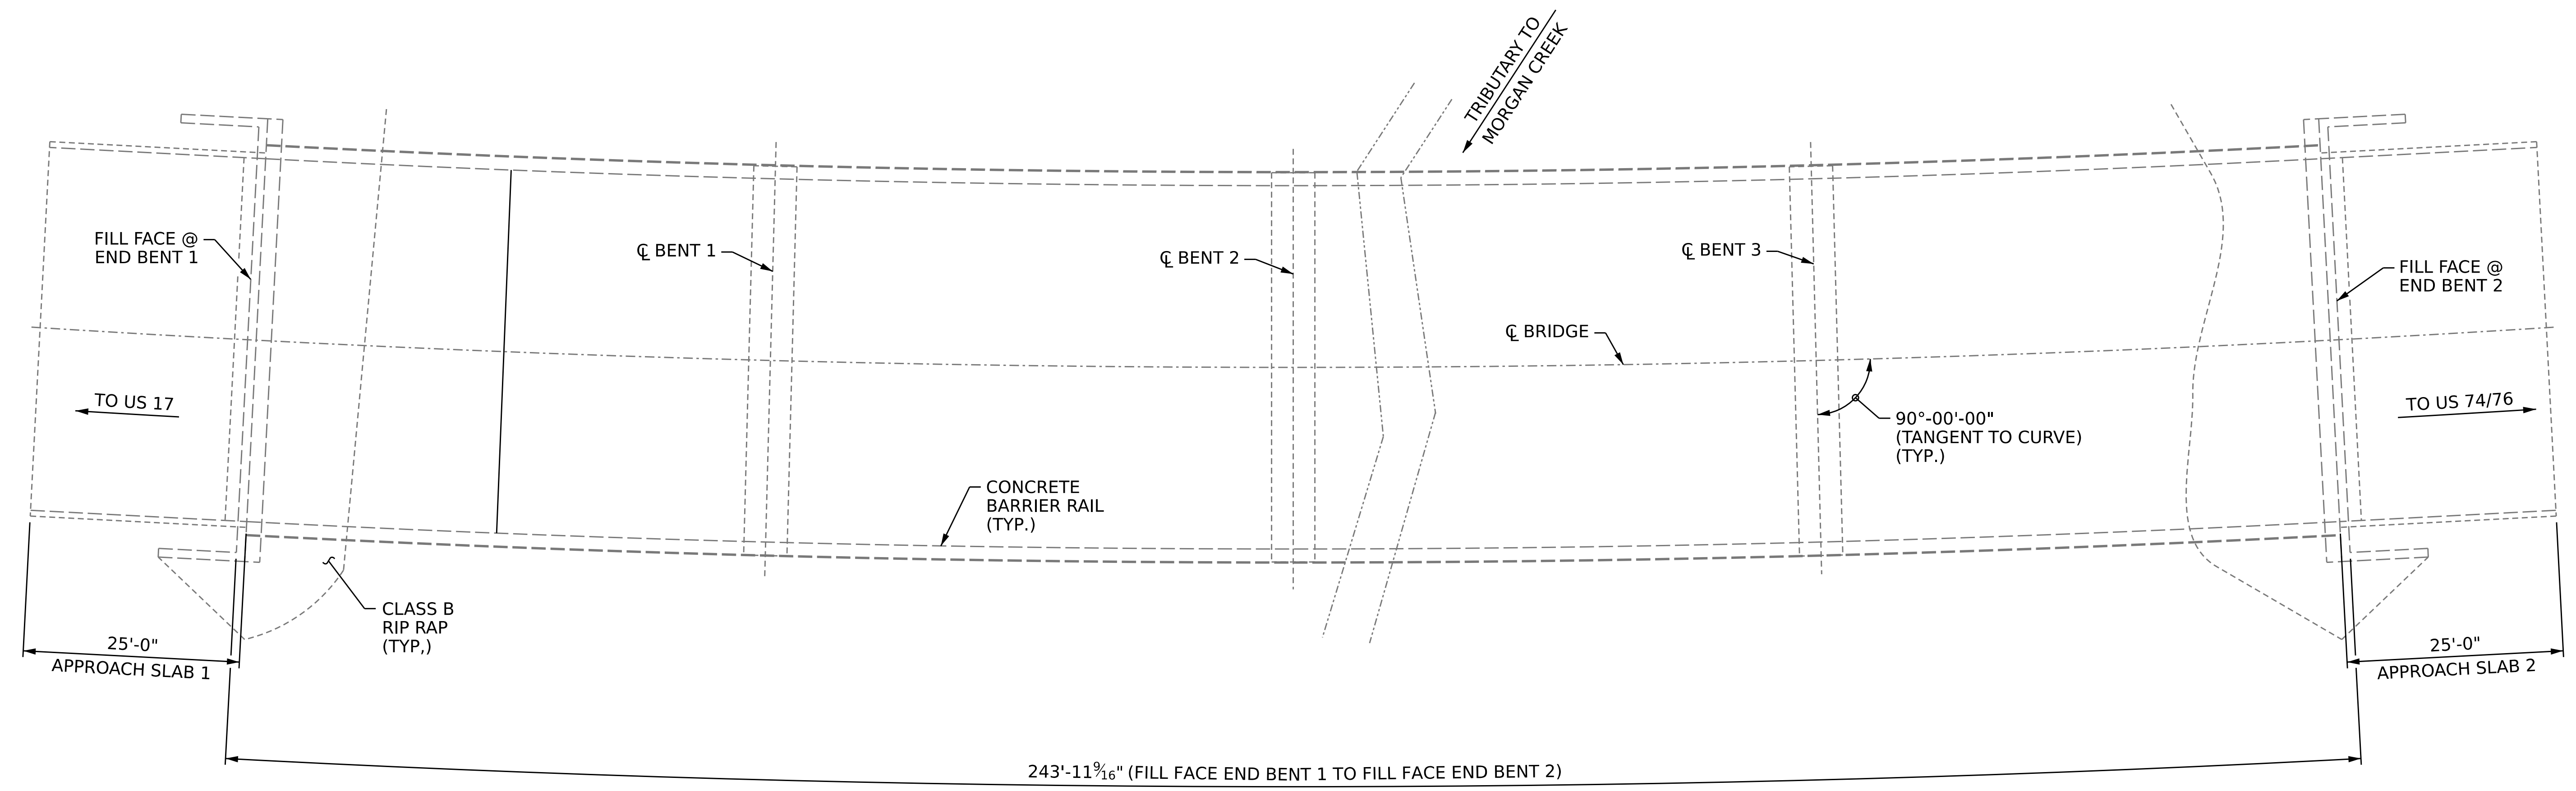 TRIBUTARY TO
MORGAN CREEK
FILL FACE @
END BENT 1
℄ BENT 1
℄ BENT 2
℄ BENT 3
FILL FACE @
END BENT 2
℄ BRIDGE
TO US 17
TO US 74/76
90°-00'-00"
(TANGENT TO CURVE)
(TYP.)
CONCRETE
BARRIER RAIL
(TYP.)
CLASS B
RIP RAP
(TYP,)
25'-0"
APPROACH SLAB 1
25'-0"
APPROACH SLAB 2
243'-11 9/16" (FILL FACE END BENT 1 TO FILL FACE END BENT 2)